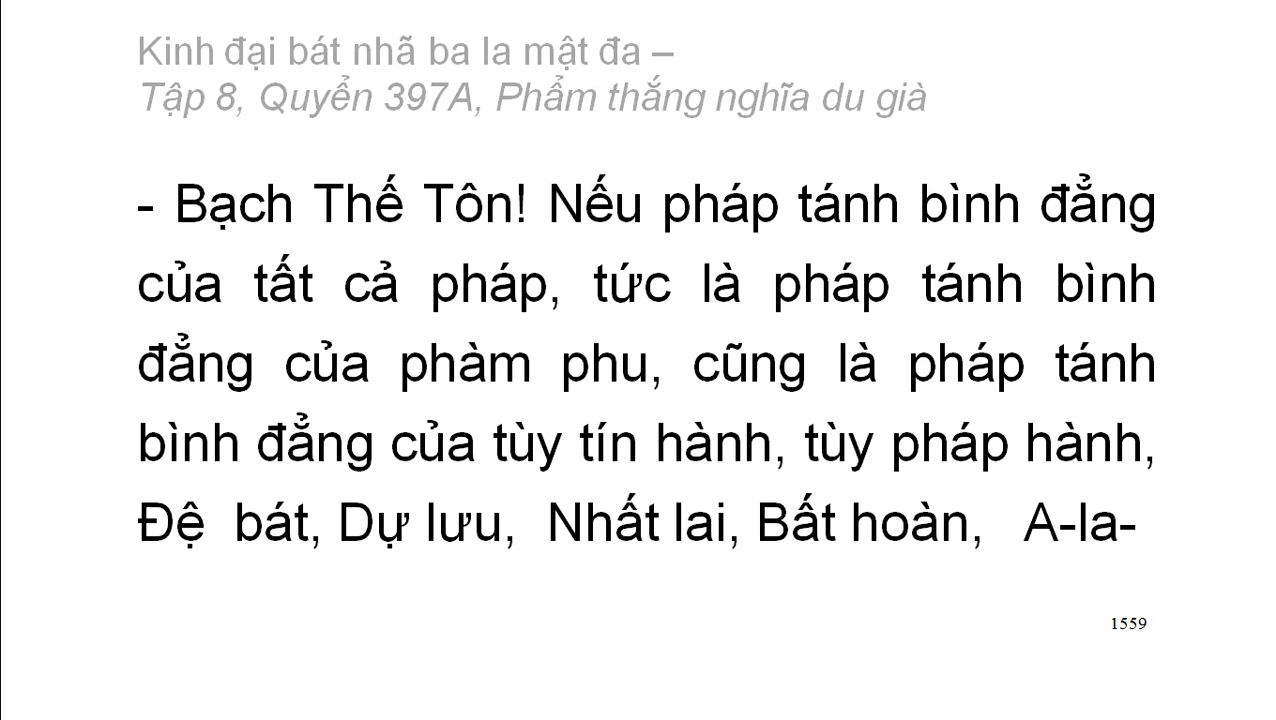 Kinh đại bát nhã ba la mật đa –
Tập 8, Quyển 397A, Phẩm thắng nghĩa du già
- Bạch Thế Tôn! Nếu pháp tánh bình đẳng
của tất cả pháp, tức là pháp tánh bình
đẳng của phàm phu, cũng là pháp tánh
bình đẳng của tùy tín hành, tùy pháp hành,
Đệ bát, Dự lưu, Nhất lai, Bất hoàn, A-la-
1559